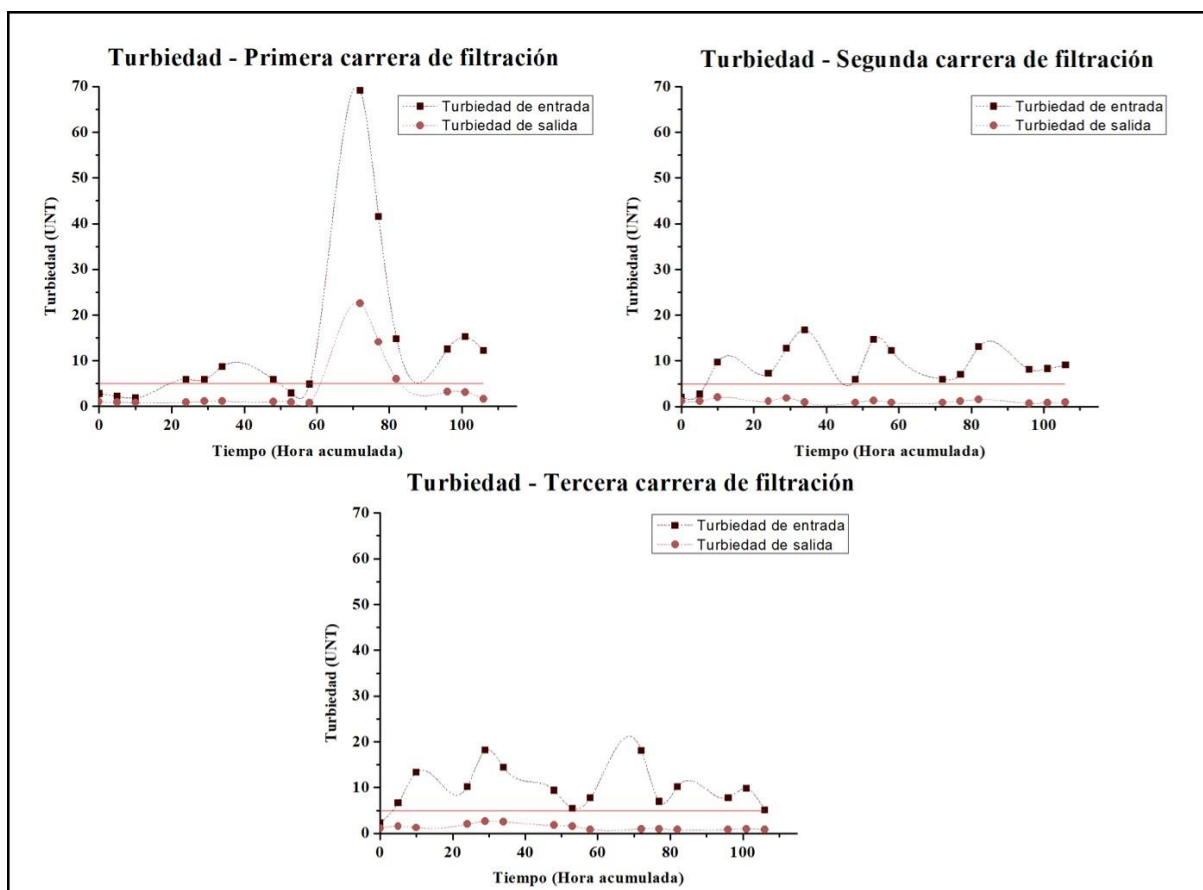 Turbiedad - Primera carrera de filtración
70
60
50
40
30
20
10
0
Turbiedad (UNT)
Turbiedad de entrada
Turbiedad de salida
0 20 40 60 80 100
Tiempo (Hora acumulada)
Turbiedad - Segunda carrera de filtración
70
60
50
40
30
20
10
0
Turbiedad (UNT)
Turbiedad de entrada
Turbiedad de salida
0 20 40 60 80 100
Tiempo (Hora acumulada)
Turbiedad - Tercera carrera de filtración
70
60
50
40
30
20
10
0
Turbiedad (UNT)
Turbiedad de entrada
Turbiedad de salida
0 20 40 60 80 100
Tiempo (Hora acumulada)